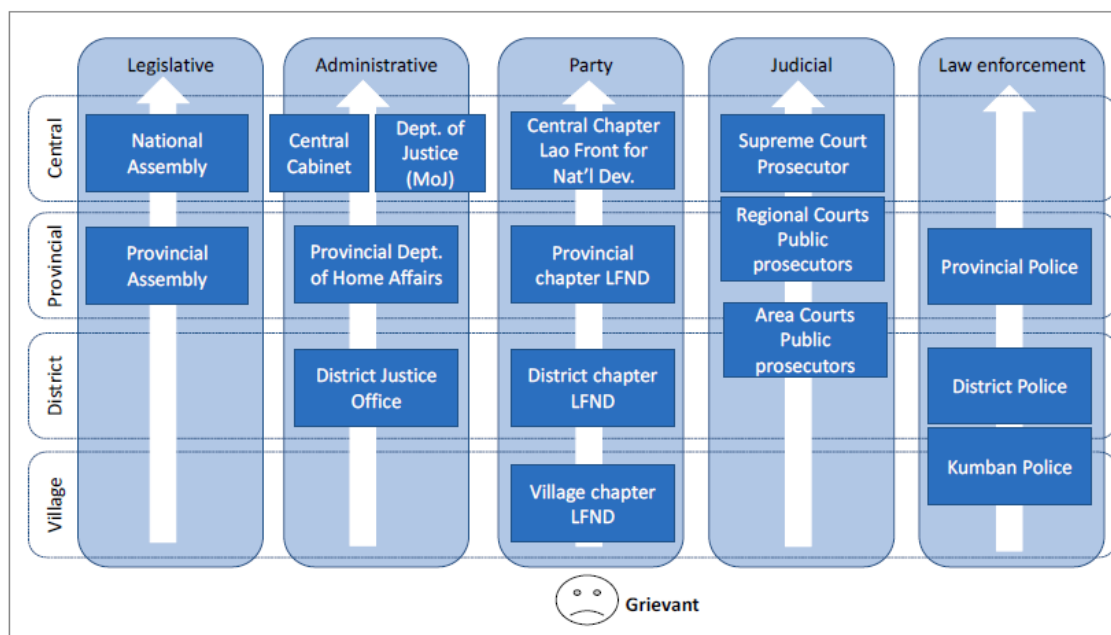 Legislative
Administrative
Party
Judicial
Law enforcement
Central
National
Assembly
Central
Cabinet
Dept. of
Justice
(MoJ)
Central Chapter
Lao Front for
Nat'l Dev.
Supreme Court
Prosecutor
Provincial
Provincial
Assembly
Provincial Dept.
of Home Affairs
Provincial
chapter LFND
Regional Courts
Public
prosecutors
Provincial Police
District
District Justice
Office
District chapter
LFND
Area Courts
Public
prosecutors
District Police
Village
Village chapter
LFND
Kumban Police
Grievant